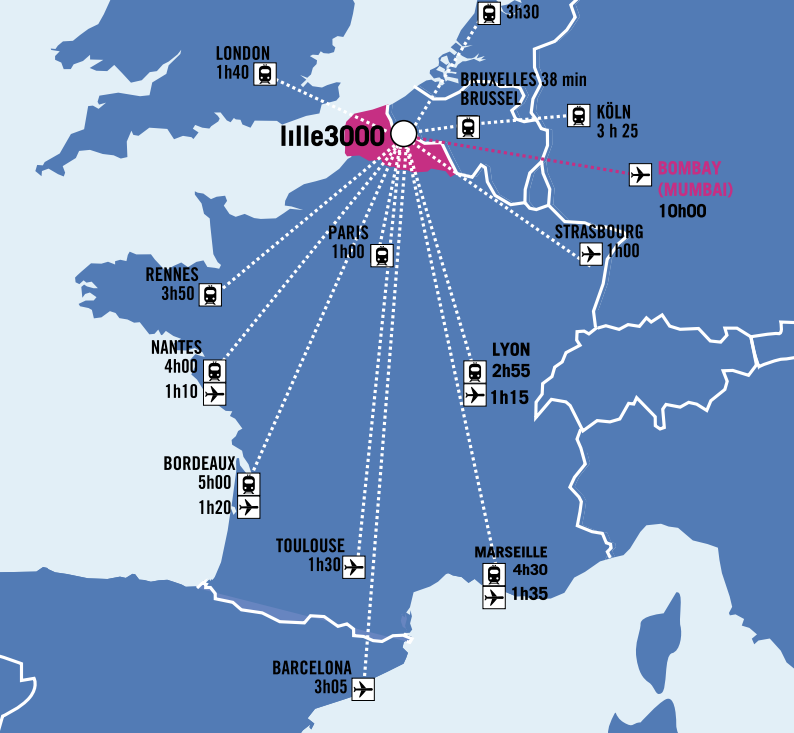 3h30
LONDON
1h40
BRUXELLES 38 min
BRUSSEL
KÖLN
3 h 25
lille3000
BOMBAY
(MUMBAI)
10h00
PARIS
1h00
STRASBOURG
1h00
RENNES
3h50
NANTES
4h00
1h10
LYON
2h55
1h15
BORDEAUX
5h00
1h20
TOULOUSE
1h30
MARSEILLE
4h30
1h35
BARCELONA
3h05